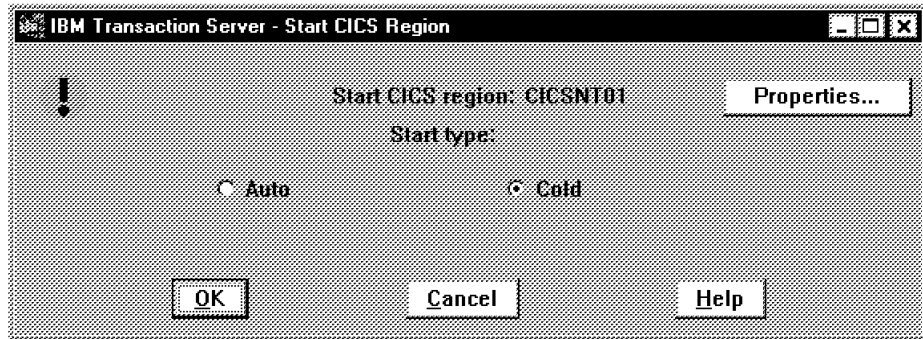 IBM Transaction Server - Start CICS Region
Start CICS region: CICSNT01 Properties...
Start type:
Auto Cold
OK Cancel Help